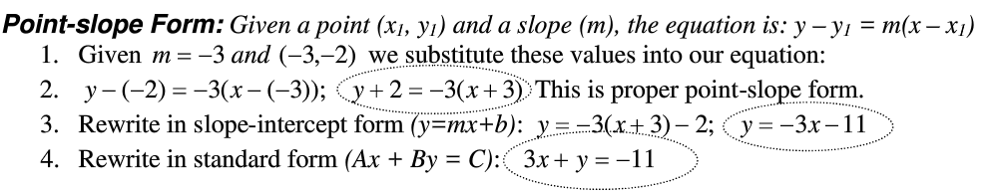 Point-slope Form: Given a point (x₁, y₁) and a slope (m), the equation is: y – y₁ = m(x – x₁)
1. Given m = −3 and (−3,−2) we substitute these values into our equation:
2. y − (−2) = −3(x − (−3)); y + 2 = −3(x + 3) This is proper point-slope form.
3. Rewrite in slope-intercept form (y=mx+b): y = −3(x + 3) − 2; y = −3x − 11
4. Rewrite in standard form (Ax + By = C): 3x + y = −11